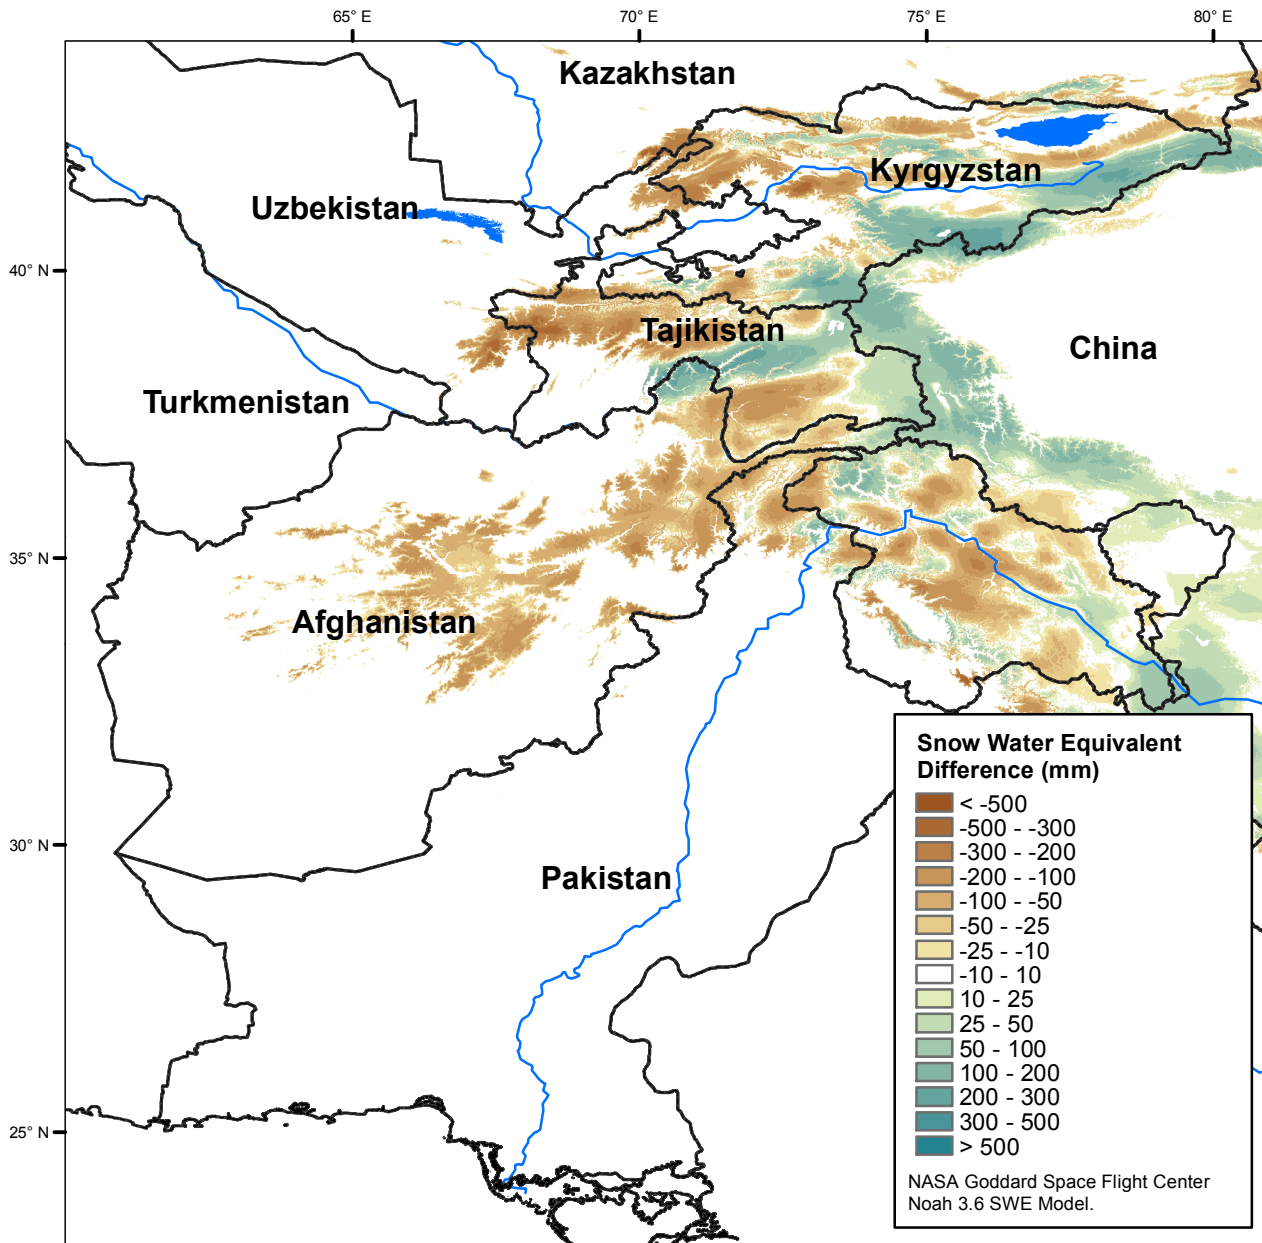 65° E
70° E
75° E
80° E
Kazakhstan
Kyrgyzstan
Uzbekistan
40° N
Tajikistan
China
Turkmenistan
35° N
Afghanistan
30° N
Pakistan
25° N
Snow Water Equivalent
Difference (mm)
< -500
-500 - -300
-300 - -200
-200 - -100
-100 - -50
-50 - -25
-25 - -10
-10 - 10
10 - 25
25 - 50
50 - 100
100 - 200
200 - 300
300 - 500
> 500
NASA Goddard Space Flight Center
Noah 3.6 SWE Model.